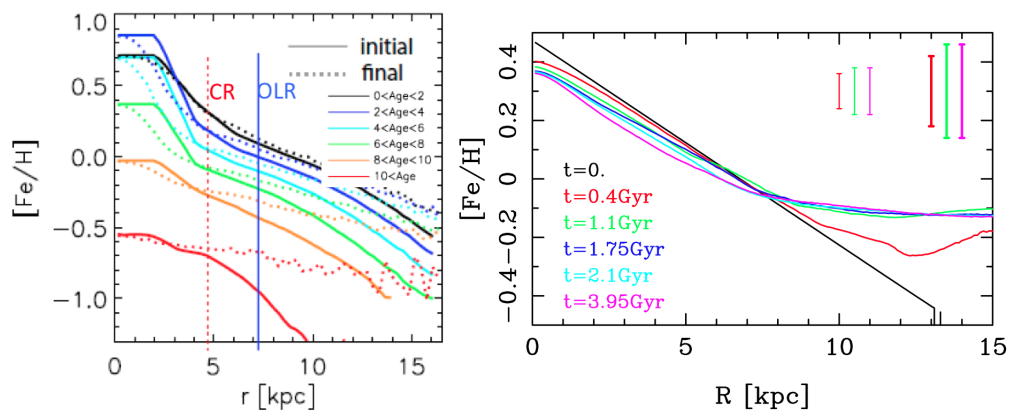 [Fe/H]
1.0
0.5
0.0
−0.5
−1.0
initial
final
CR
OLR
0<Age<2
2<Age<4
4<Age<6
6<Age<8
8<Age<10
10<Age
0 5 10 15
r [kpc]
[Fe/H]
0.4
0.2
0
−0.2
−0.4
t=0.
t=0.4Gyr
t=1.1Gyr
t=1.75Gyr
t=2.1Gyr
t=3.95Gyr
0 5 10 15
R [kpc]